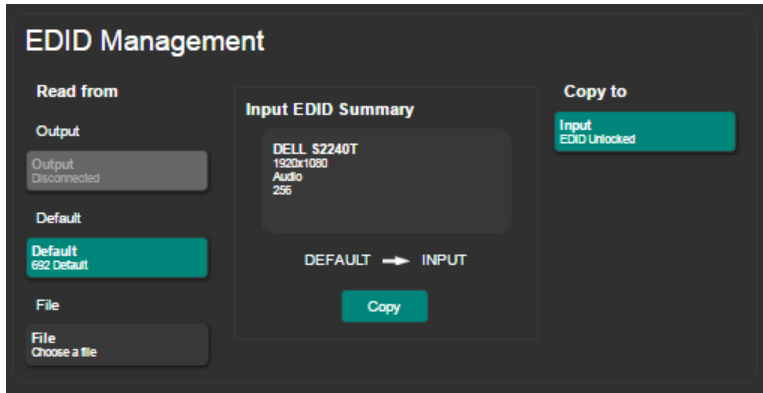 EDID Management
Read from
Output
Output
Disconnected
Default
Default
692 Default
File
File
Choose a file
Input EDID Summary
DELL S2240T
1920x1080
Audio
256
DEFAULT INPUT
Copy
Copy to
Input
EDID Unlocked